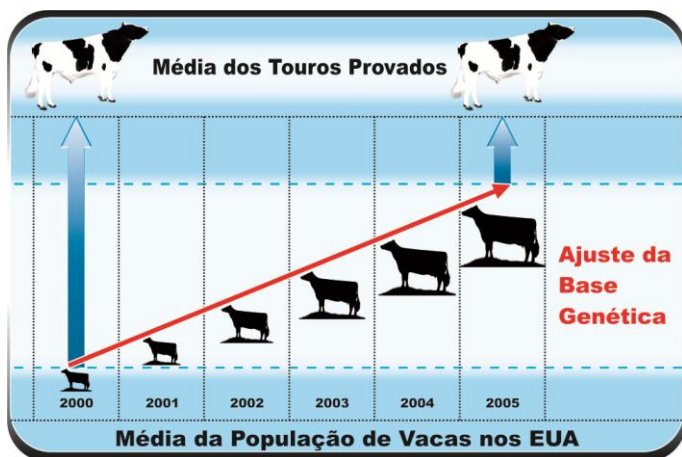 Média dos Touros Provados
Ajuste da
Base
Genética
2000 2001 2002 2003 2004 2005
Média da População de Vacas nos EUA